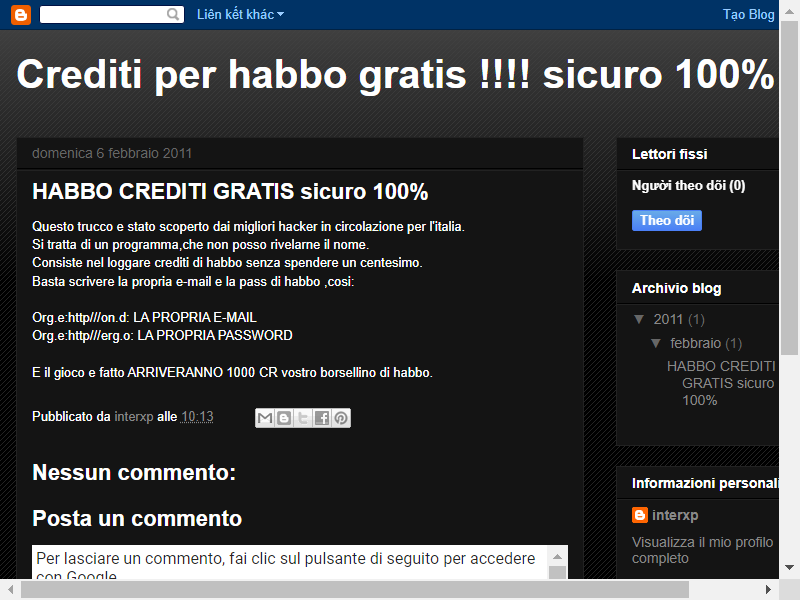 Liên kết khác
Tạo Blog
Crediti per habbo gratis !!!! sicuro 100%
domenica 6 febbraio 2011
HABBO CREDITI GRATIS sicuro 100%
Questo trucco e stato scoperto dai migliori hacker in circolazione per l'italia.
Si tratta di un programma,che non posso rivelarne il nome.
Consiste nel loggare crediti di habbo senza spendere un centesimo.
Basta scrivere la propria e-mail e la pass di habbo ,cosi:
Org.e:http///on.d: LA PROPRIA E-MAIL
Org.e:http///erg.o: LA PROPRIA PASSWORD
E il gioco e fatto ARRIVERANNO 1000 CR vostro borsellino di habbo.
Pubblicato da interxp alle 10:13
Nessun commento:
Posta un commento
Per lasciare un commento, fai clic sul pulsante di seguito per accedere
con Google.
Lettori fissi
Người theo dõi (0)
Theo dõi
Archivio blog
▼ 2011 (1)
▼ febbraio (1)
HABBO CREDITI
GRATIS sicuro
100%
Informazioni personali
interxp
Visualizza il mio profilo
completo